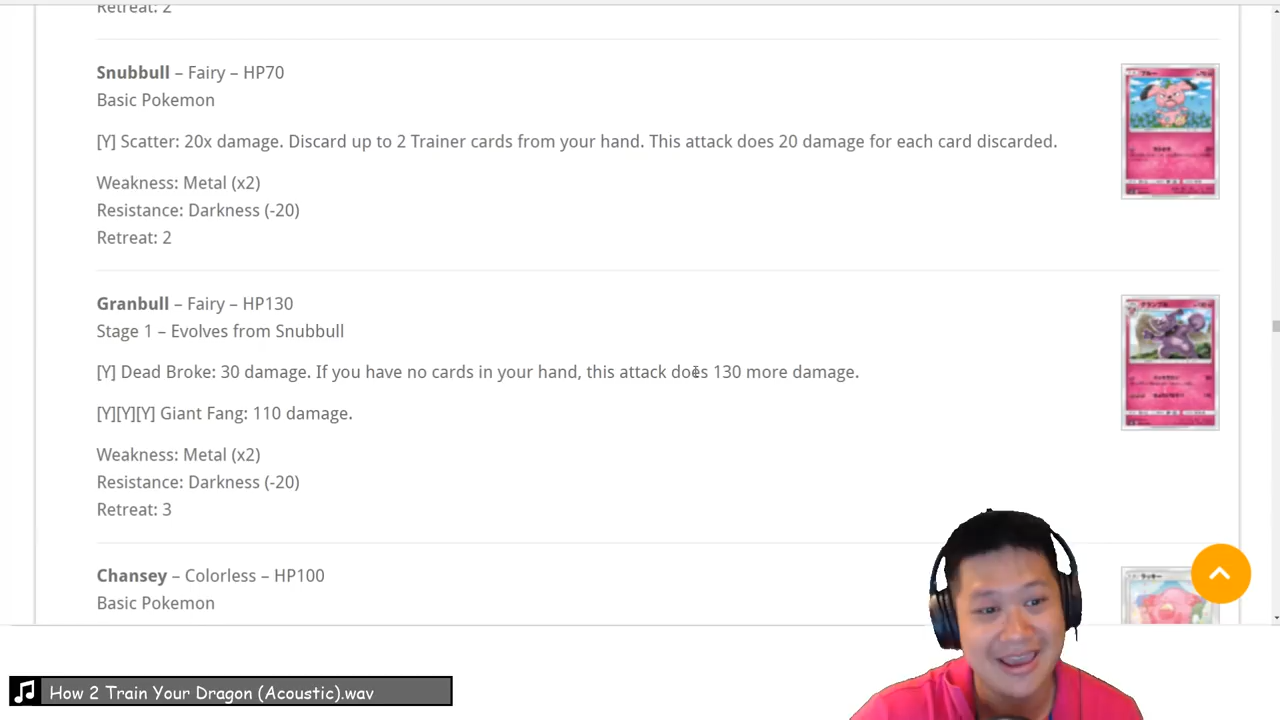 Retreat: 2
Snubbull – Fairy – HP70
Basic Pokemon
[Y] Scatter: 20x damage. Discard up to 2 Trainer cards from your hand. This attack does 20 damage for each card discarded.
Weakness: Metal (x2)
Resistance: Darkness (-20)
Retreat: 2
Granbull – Fairy – HP130
Stage 1 – Evolves from Snubbull
[Y] Dead Broke: 30 damage. If you have no cards in your hand, this attack does 130 more damage.
[Y][Y][Y] Giant Fang: 110 damage.
Weakness: Metal (x2)
Resistance: Darkness (-20)
Retreat: 3
Chansey – Colorless – HP100
Basic Pokemon
How 2 Train Your Dragon (Acoustic).wav